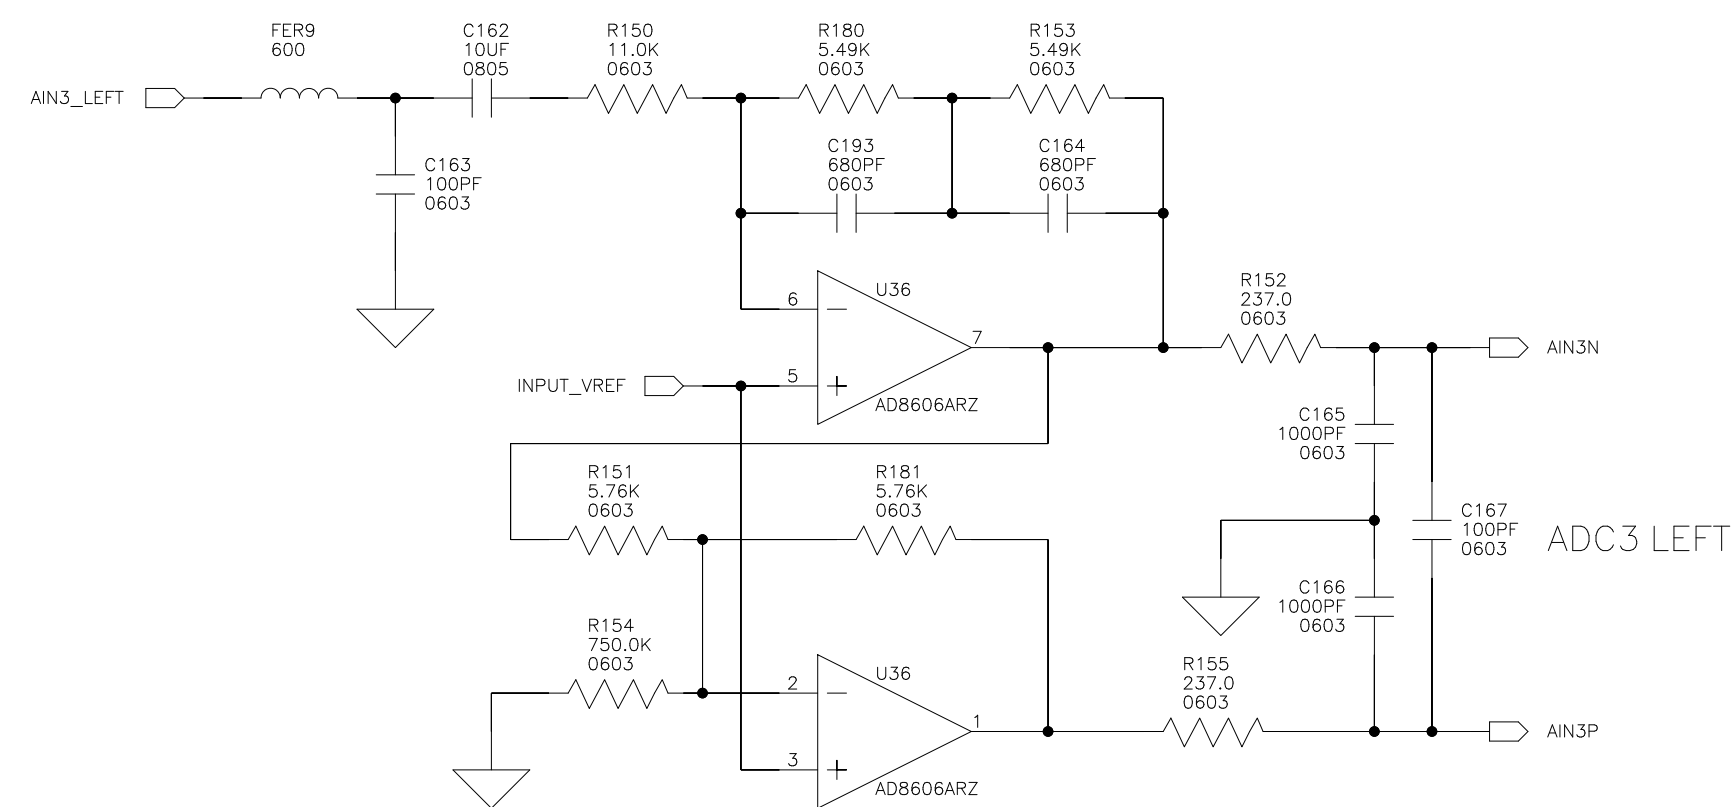 FER9
600
C162
10UF
0805
R150
11.0K
0603
R180
5.49K
0603
R153
5.49K
0603
AIN3_LEFT
C163
100PF
0603
C193
680PF
0603
C164
680PF
0603
6
U36
7
5
AD8606ARZ
INPUT_VREF
R152
237.0
0603
AIN3N
C165
1000PF
0603
R151
5.76K
0603
R181
5.76K
0603
C167
100PF
0603
ADC3 LEFT
C166
1000PF
0603
R154
750.0K
0603
2
U36
1
3
AD8606ARZ
R155
237.0
0603
AIN3P